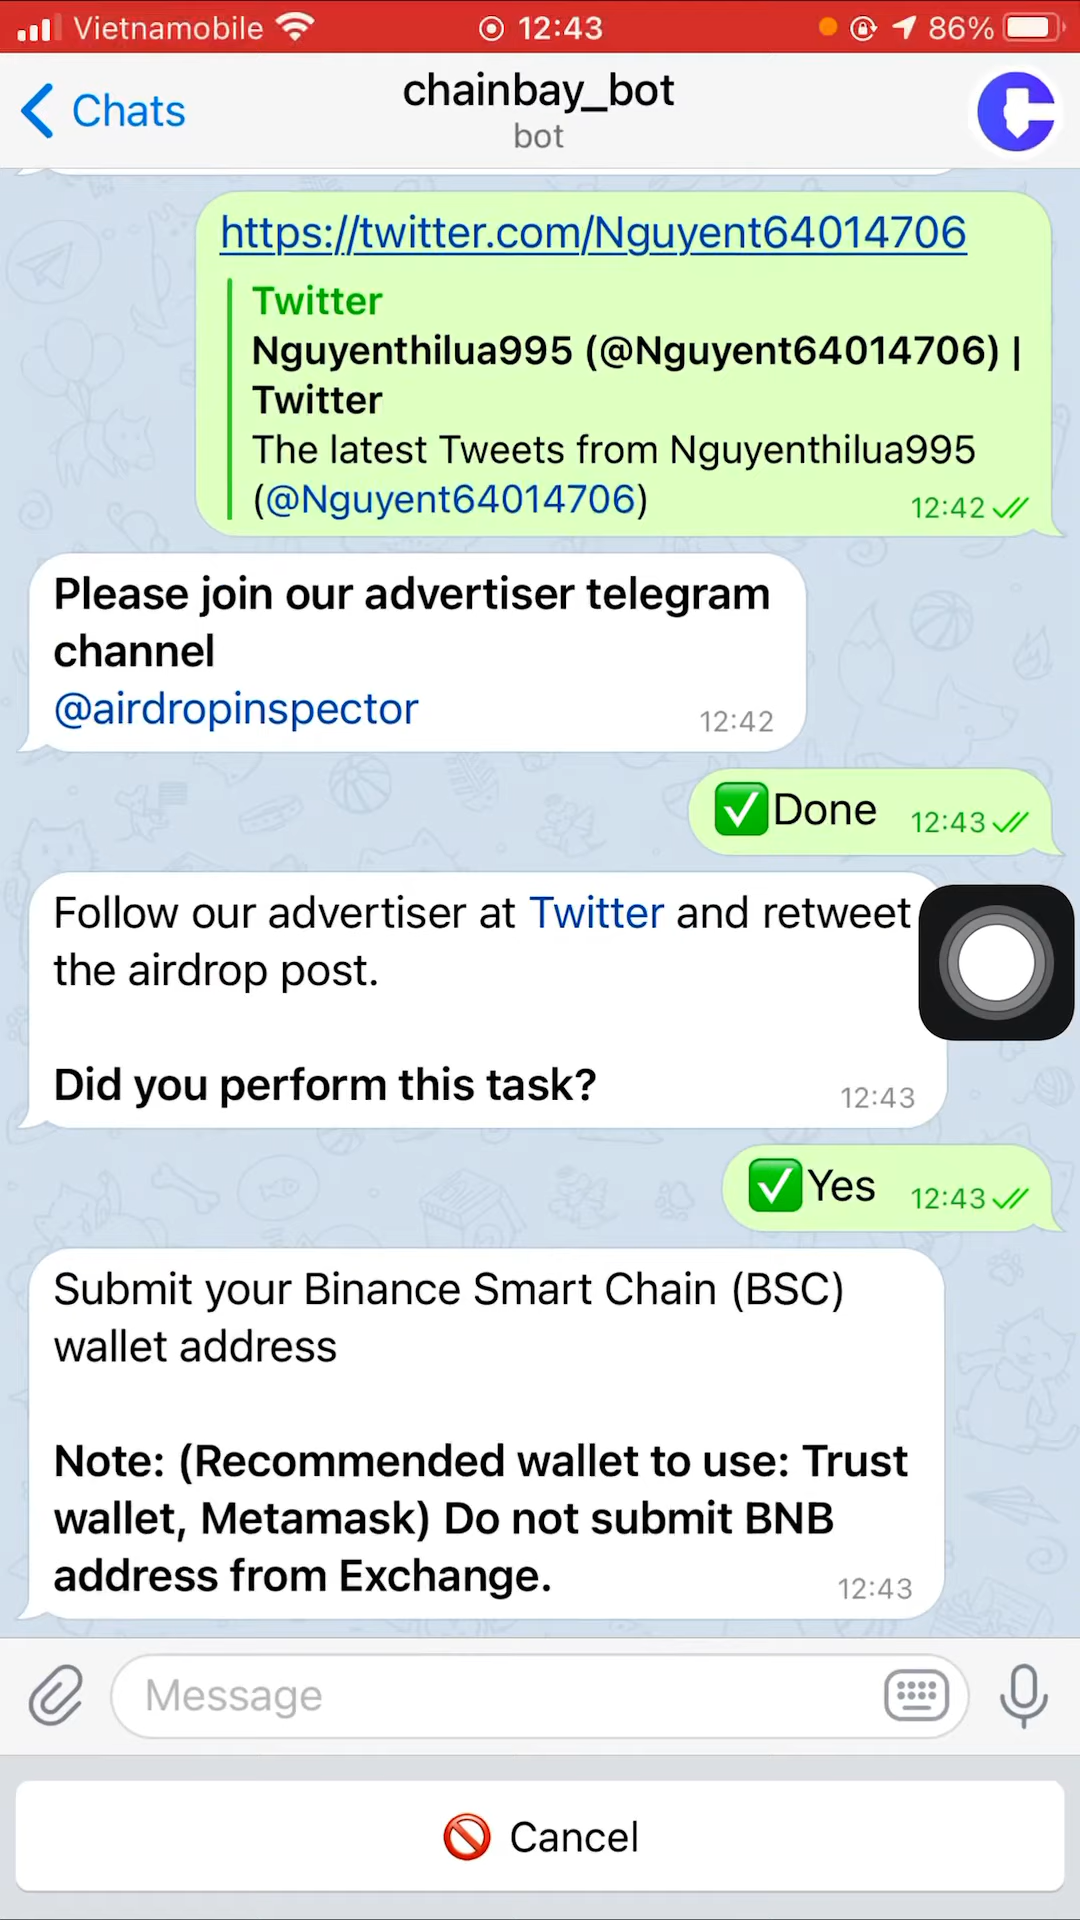 Vietnamobile 12:43 86%
Chats
chainbay_bot
bot
https://twitter.com/Nguyent64014706
Twitter
Nguyenthilua995 (@Nguyent64014706) |
Twitter
The latest Tweets from Nguyenthilua995
(@Nguyent64014706)
12:42
Please join our advertiser telegram
channel
@airdropinspector
12:42
Done 12:43
Follow our advertiser at Twitter and retweet
the airdrop post.
Did you perform this task?
12:43
Yes 12:43
Submit your Binance Smart Chain (BSC)
wallet address
Note: (Recommended wallet to use: Trust
wallet, Metamask) Do not submit BNB
address from Exchange.
12:43
Message
Cancel